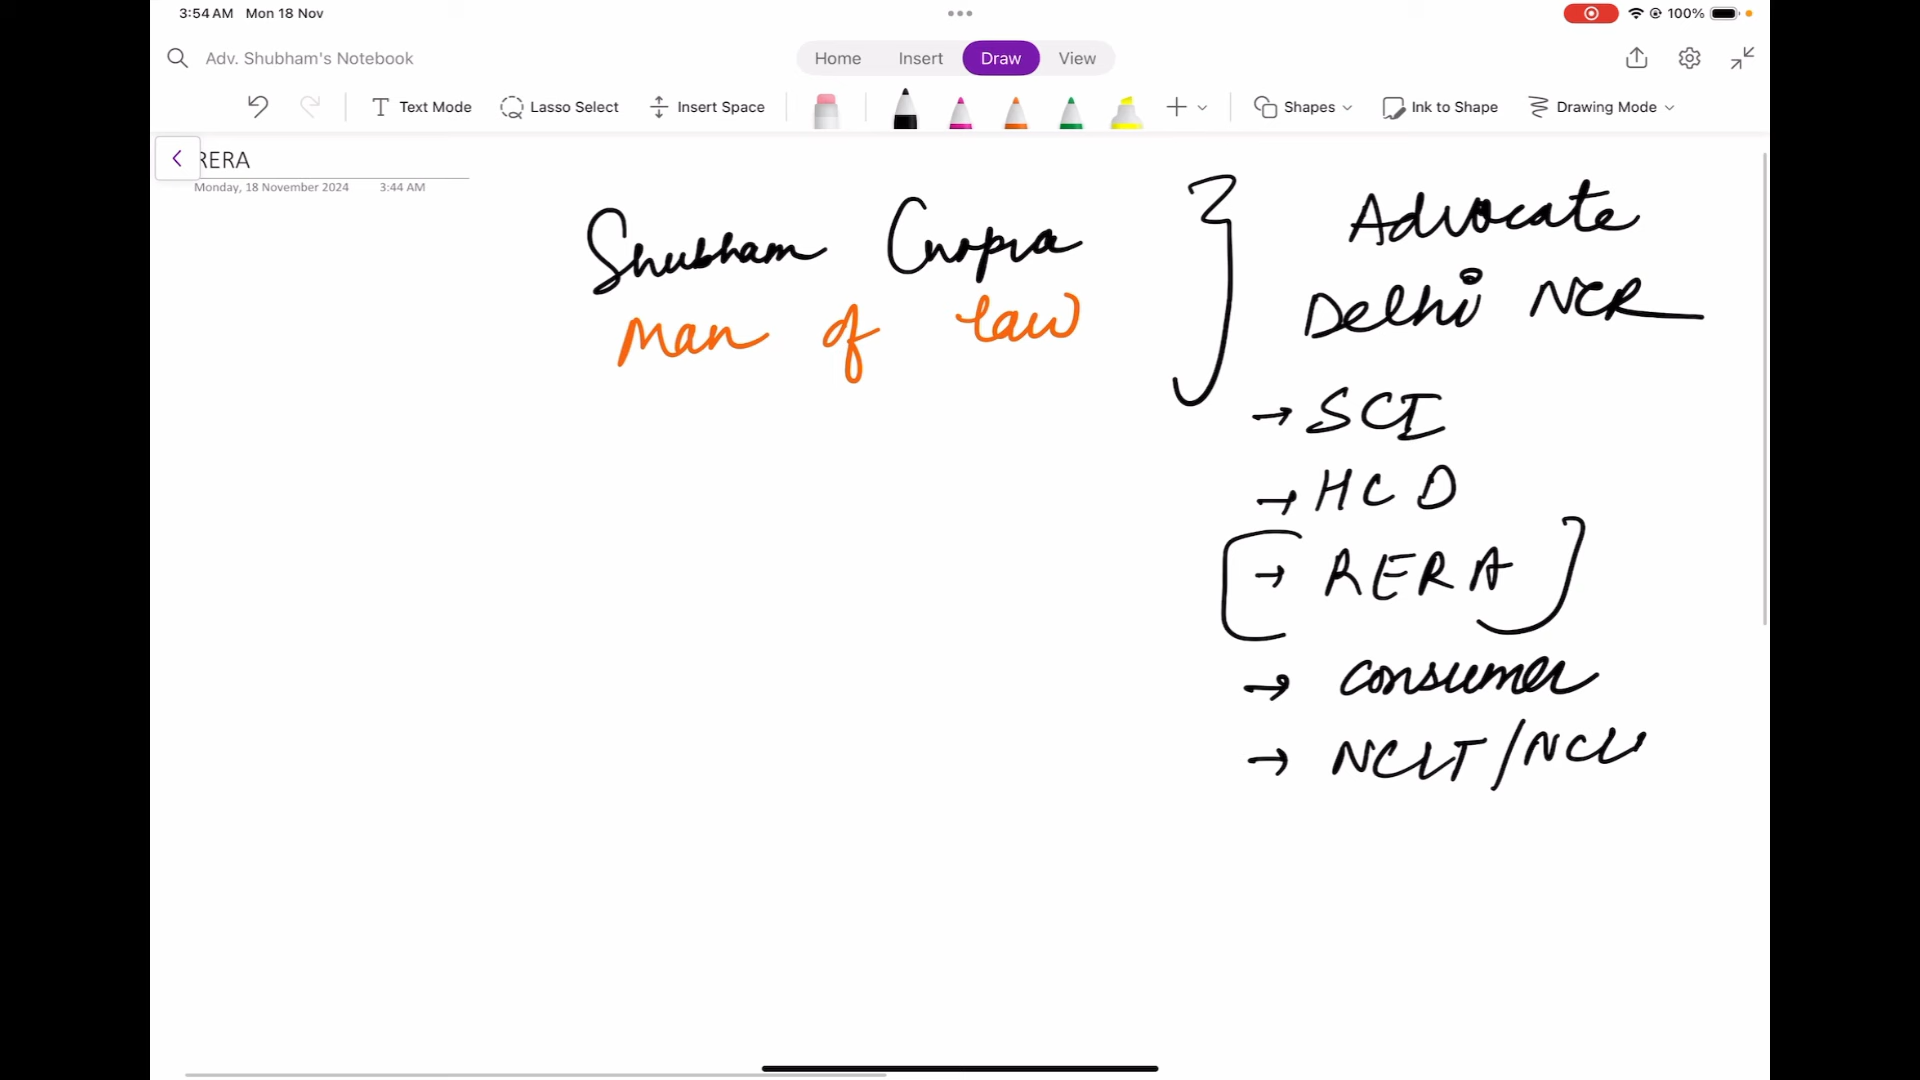 3:54 AM Mon 18 Nov
100%
Adv. Shubham's Notebook
Home Insert Draw View
Text Mode Lasso Select Insert Space Shapes Ink to Shape Drawing Mode
RERA
Monday, 18 November 2024 3:44 AM
Shubham Chopra
Man of law
Advocate
Delhi NCR
→ SCI
→ HCD
→ RERA
→ Consumer
→ NCLT/NCL